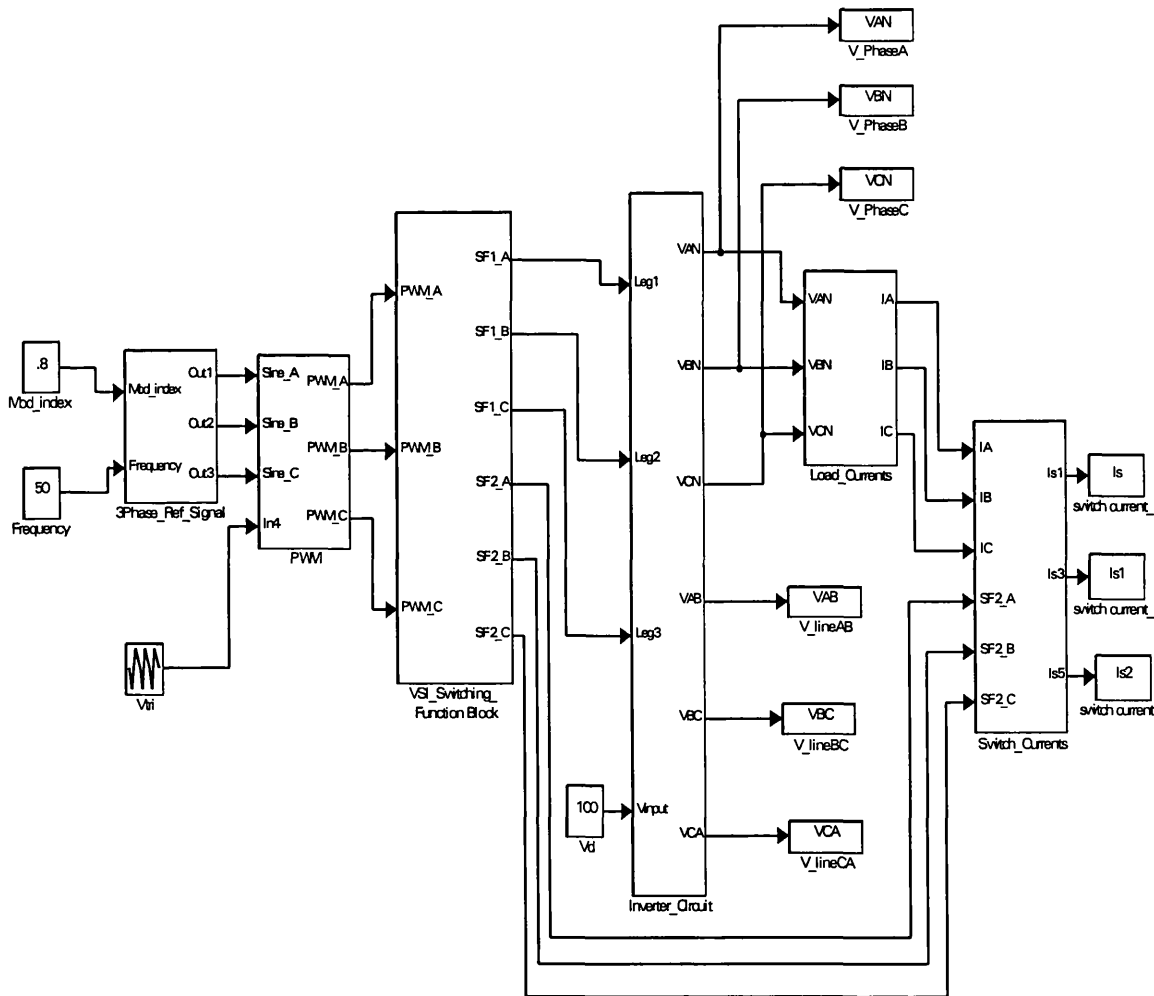 VAN
V_PhaseA
VBN
V_PhaseB
VCN
V_PhaseC
.8
Mod_index
50
Frequency
Mod_index
Frequency
Out1
Out2
Out3
3Phase_Ref_Signal
Sine_A
Sine_B
Sine_C
In4
PWM_A
PWM_B
PWM_C
PWM
Vtri
PWM_A
PWM_B
PWM_C
SF1_A
SF1_B
SF1_C
SF2_A
SF2_B
SF2_C
VSI_Switching_
Function Block
100
Vd
Leg1
Leg2
Leg3
Vinput
VAN
VBN
VCN
VAB
VBC
VCA
Inverter_Circuit
VAB
V_lineAB
VBC
V_lineBC
VCA
V_lineCA
VAN
VBN
VCN
IA
IB
IC
Load_Currents
IA
IB
IC
SF2_A
SF2_B
SF2_C
Is1
Is3
Is5
Switch_Currents
Is
switch current_
Is1
switch current_
Is2
switch current